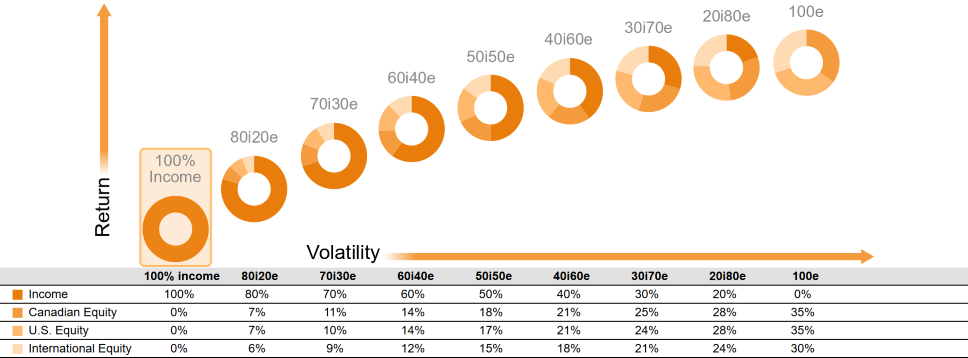 100e
20i80e
30i70e
40i60e
50i50e
60i40e
70i30e
80i20e
100%
Income
Return
Volatility
100% income 80i20e 70i30e 60i40e 50i50e 40i60e 30i70e 20i80e 100e
Income 100% 80% 70% 60% 50% 40% 30% 20% 0%
Canadian Equity 0% 7% 11% 14% 18% 21% 25% 28% 35%
U.S. Equity 0% 7% 10% 14% 17% 21% 24% 28% 35%
International Equity 0% 6% 9% 12% 15% 18% 21% 24% 30%